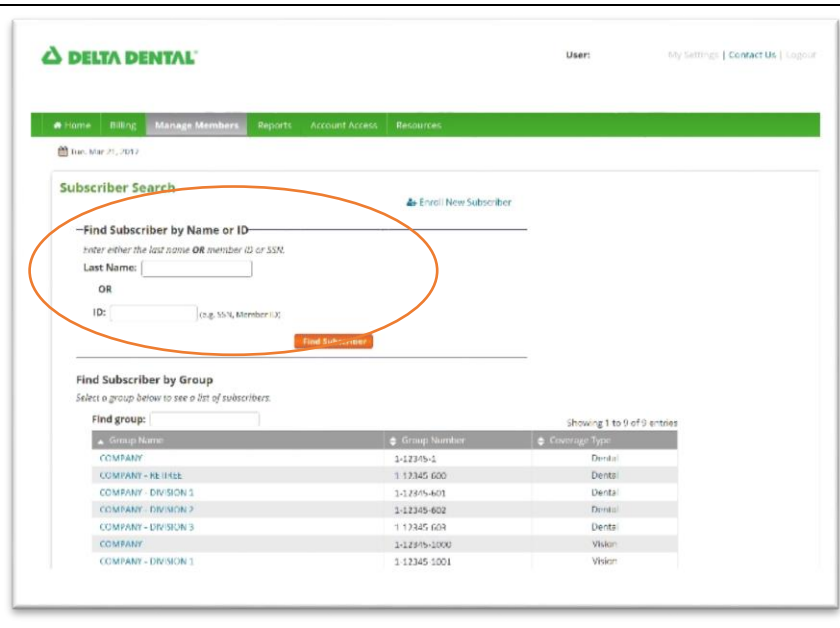 DELTA DENTAL
User: My Settings | Contact Us | Logout
Home Billing Manage Members Reports Account Access Resources
Tue, Mar 21, 2017
Subscriber Search
Enroll New Subscriber
Find Subscriber by Name or ID
Enter either the last name OR member ID or SSN.
Last Name:
OR
ID: (e.g. SSN, Member ID)
Find Subscriber
Find Subscriber by Group
Select a group below to see a list of subscribers.
Find group:
Showing 1 to 9 of 9 entries
Group Name Group Number Coverage Type
COMPANY 1-12345-1 Dental
COMPANY - RETIREE 1-12345-600 Dental
COMPANY - DIVISION 1 1-12345-601 Dental
COMPANY - DIVISION 2 1-12345-602 Dental
COMPANY - DIVISION 3 1-12345-603 Dental
COMPANY 1-12345-1000 Vision
COMPANY - DIVISION 1 1-12345-1001 Vision